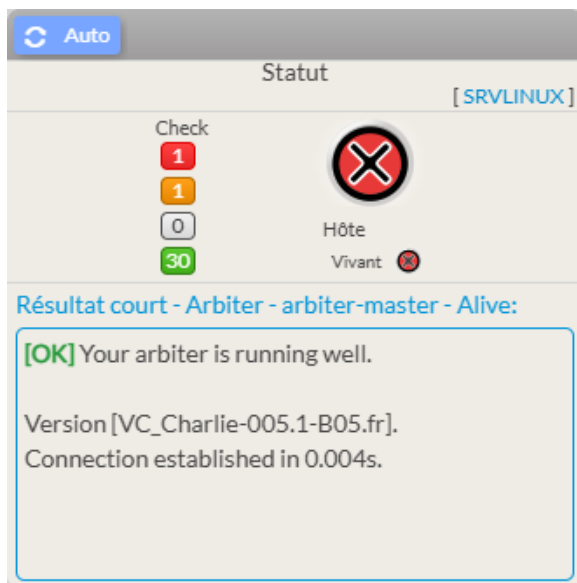 Auto
Statut
[ SRVLINUX ]
Check
1
1
0
30
Hôte
Vivant
Résultat court - Arbiter - arbiter-master - Alive:
[OK] Your arbiter is running well.
Version [VC_Charlie-005.1-B05.fr].
Connection established in 0.004s.